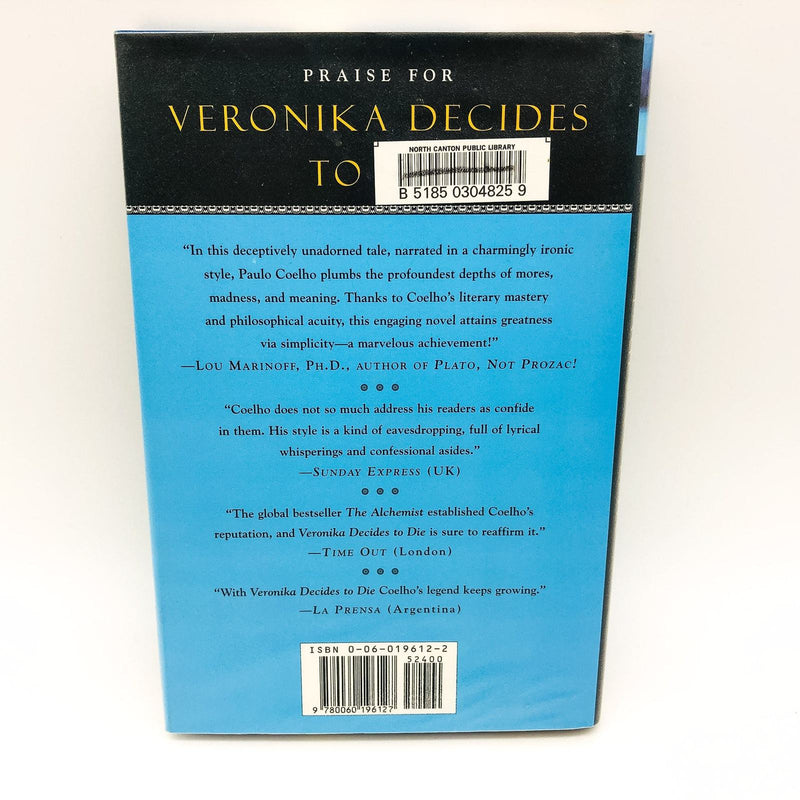 PRAISE FOR
VERONIKA DECIDES
TO
NORTH CANTON PUBLIC LIBRARY
B 5185 0304825 9
“In this deceptively unadorned tale, narrated in a charmingly ironic
style, Paulo Coelho plumbs the profoundest depths of mores,
madness, and meaning. Thanks to Coelho’s literary mastery
and philosophical acuity, this engaging novel attains greatness
via simplicity—a marvelous achievement!”
—LOU MARINOFF, PH.D., AUTHOR OF PLATO, NOT PROZAC!
“Coelho does not so much address his readers as confide
in them. His style is a kind of eavesdropping, full of lyrical
whisperings and confessional asides.”
—SUNDAY EXPRESS (UK)
“The global bestseller The Alchemist established Coelho’s
reputation, and Veronika Decides to Die is sure to reaffirm it.”
—TIME OUT (London)
“With Veronika Decides to Die Coelho’s legend keeps growing.”
—LA PRENSA (Argentina)
ISBN 0-06-019612-2
52400
9 780060 196127